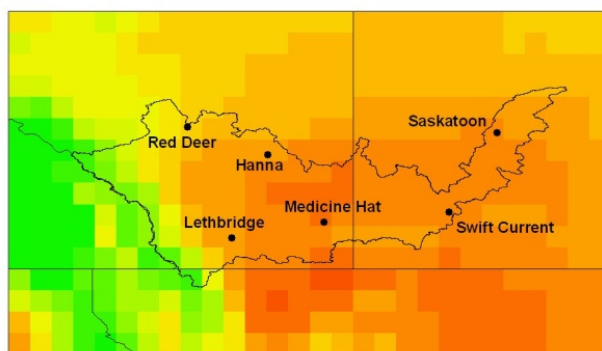 Saskatoon
Red Deer
Hanna
Medicine Hat
Lethbridge
Swift Current